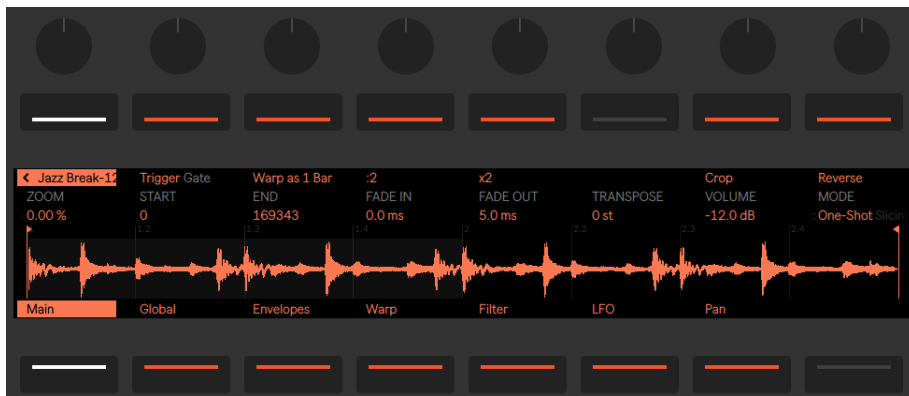 < Jazz Break-12 Trigger Gate Warp as 1 Bar :2 x2 Crop Reverse
ZOOM START END FADE IN FADE OUT TRANSPOSE VOLUME MODE
0.00 % 0 169343 0.0 ms 5.0 ms 0 st -12.0 dB One-Shot Slicin
1.2 1.3 1.4 2 2.2 2.3 2.4
Main Global Envelopes Warp Filter LFO Pan